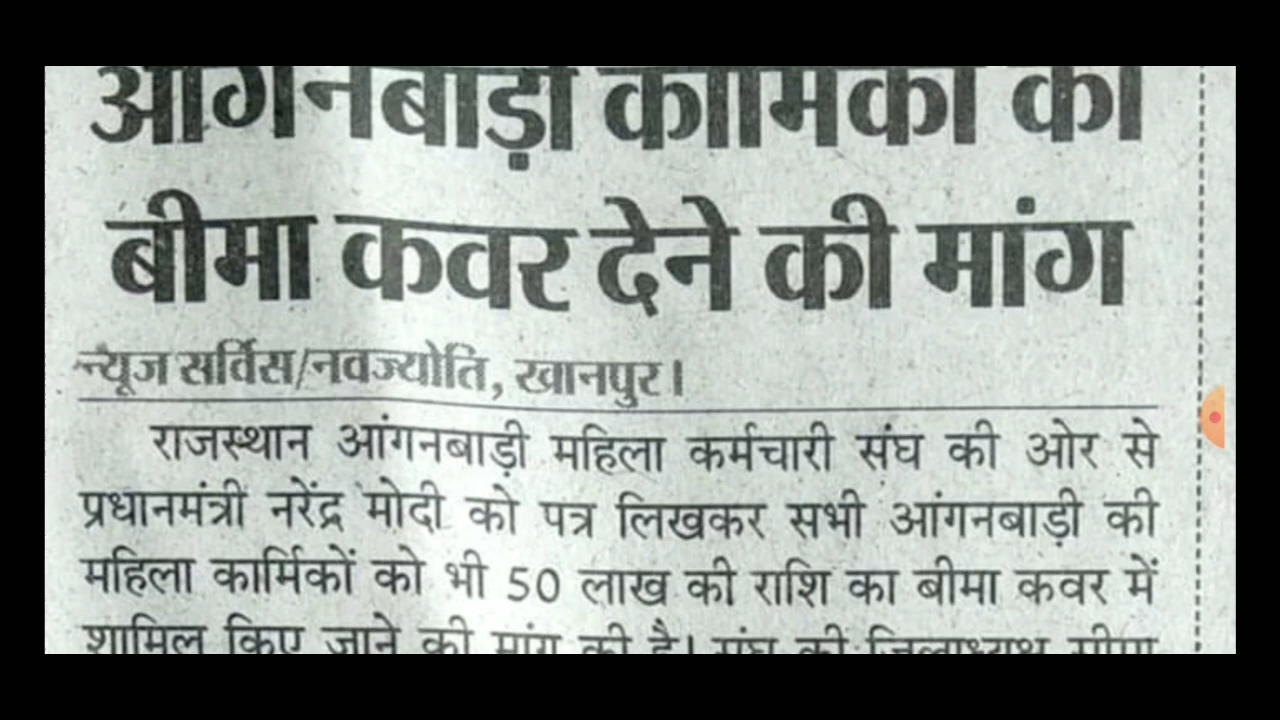 आंगनबाड़ी कार्मिकों को
बीमा कवर देने की मांग
न्यूज सर्विस/नवज्योति, खानपुर।
राजस्थान आंगनबाड़ी महिला कर्मचारी संघ की ओर से
प्रधानमंत्री नरेंद्र मोदी को पत्र लिखकर सभी आंगनबाड़ी की
महिला कार्मिकों को भी 50 लाख की राशि का बीमा कवर में
शामिल किए जाने की मांग की है। संघ की जिलाध्यक्ष